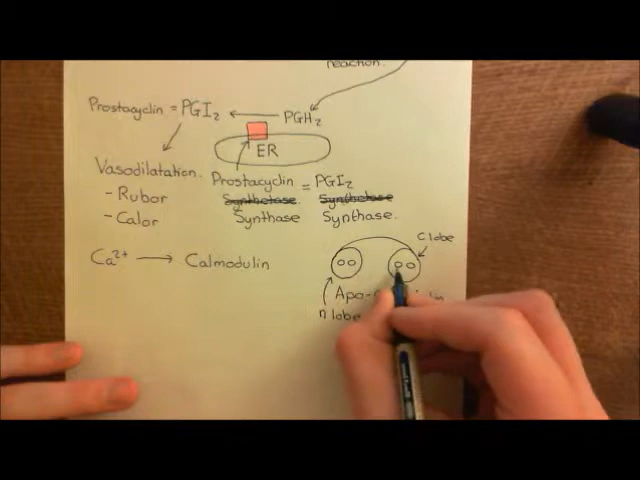 reaction.
Prostacyclin = PGI2 ← PGH2
ER
Vasodilatation.
- Rubor
- Calor
Prostacyclin = PGI2
Synthetase Synthetase
Synthase Synthase.
Ca2+ → Calmodulin
C lobe
Apo-
n lobe